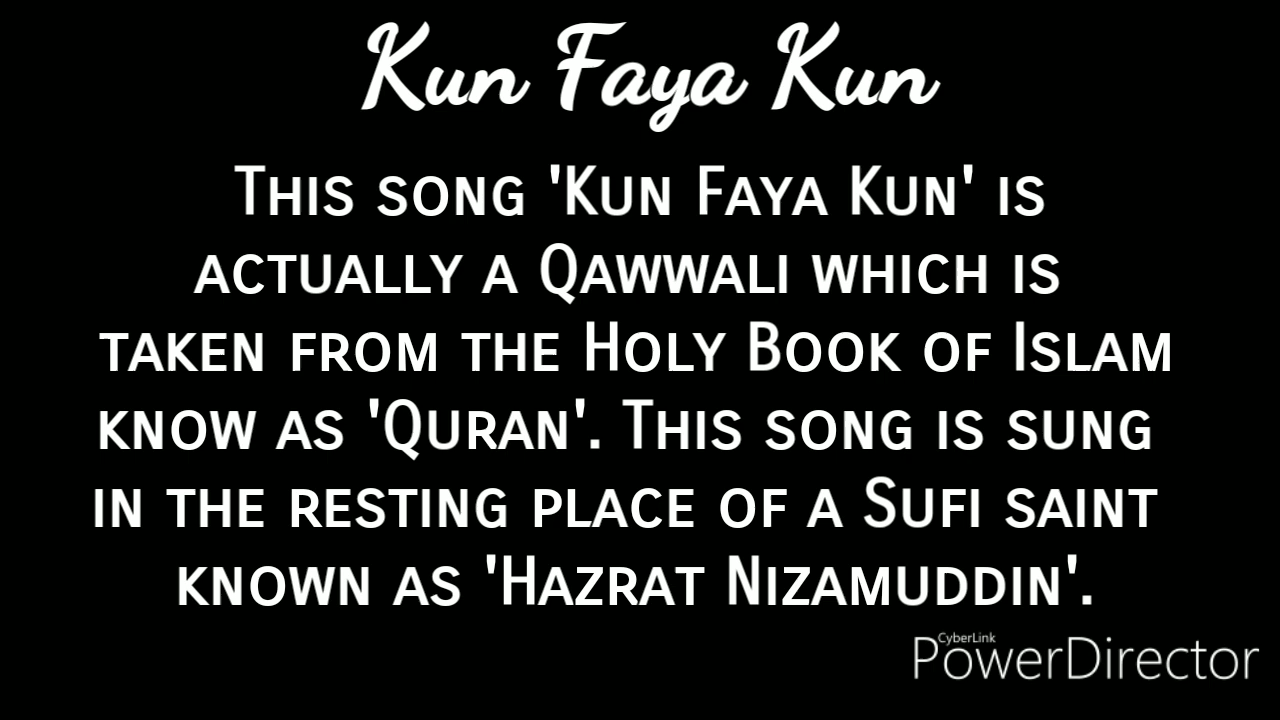 Kun Faya Kun
This song 'Kun Faya Kun' is
actually a Qawwali which is
taken from the Holy Book of Islam
know as 'Quran'. This song is sung
in the resting place of a Sufi saint
known as 'Hazrat Nizamuddin'.
CyberLink
PowerDirector